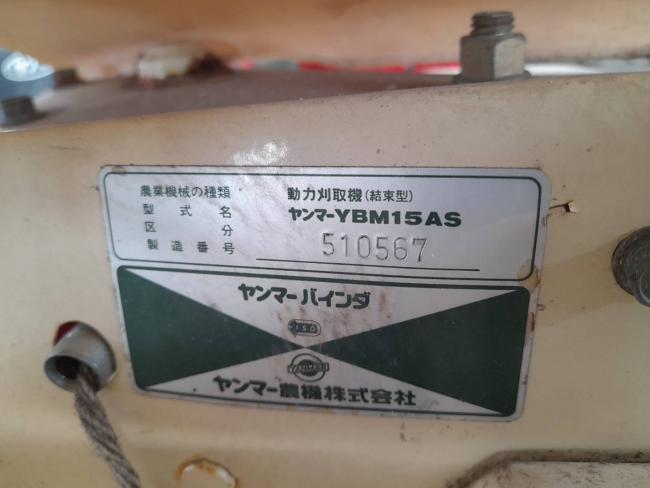 農業機械の種類 動力刈取機(結束型)
型式名 ヤンマーYBM15AS
区分
製造番号 510567
ヤンマーバインダ
ISO
YANMAR
ヤンマー農機株式会社